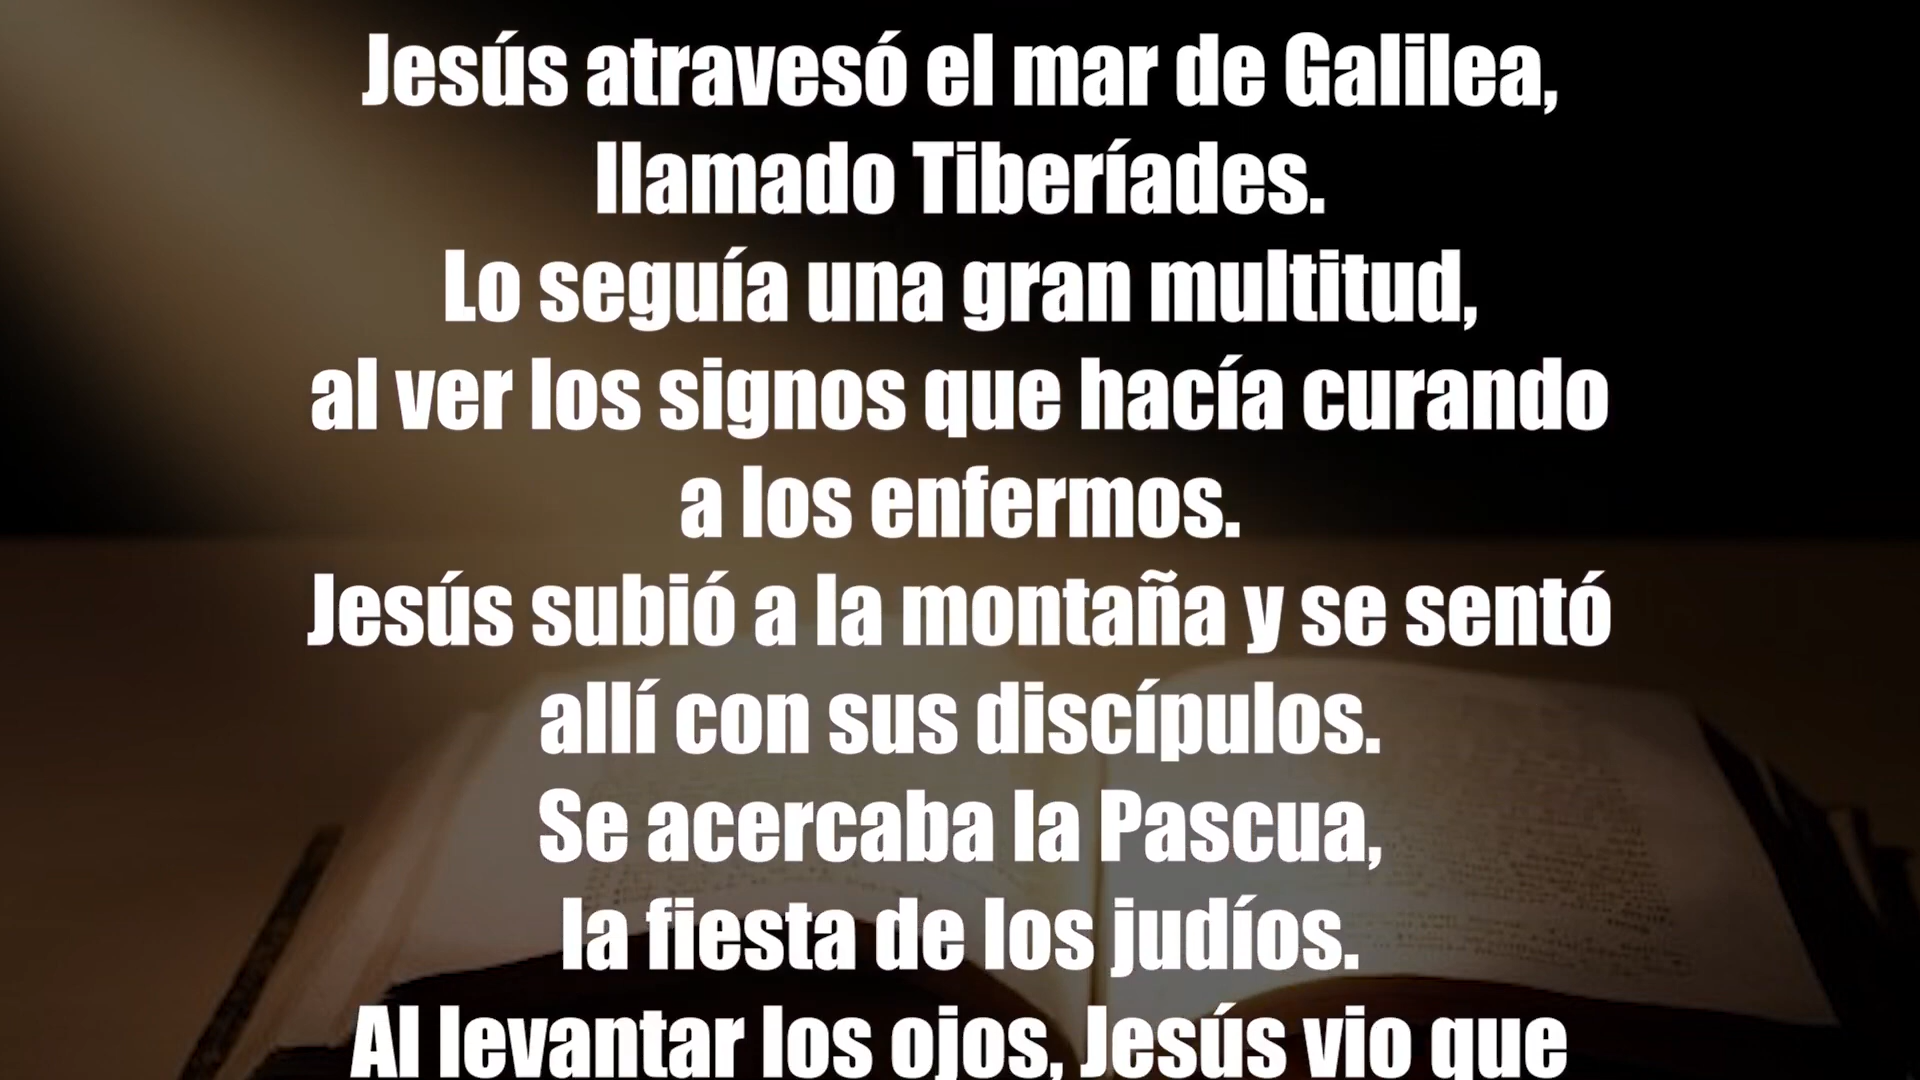 Jesús atravesó el mar de Galilea,
llamado Tiberíades.
Lo seguía una gran multitud,
al ver los signos que hacía curando
a los enfermos.
Jesús subió a la montaña y se sentó
allí con sus discípulos.
Se acercaba la Pascua,
la fiesta de los judíos.
Al levantar los ojos, Jesús vio que